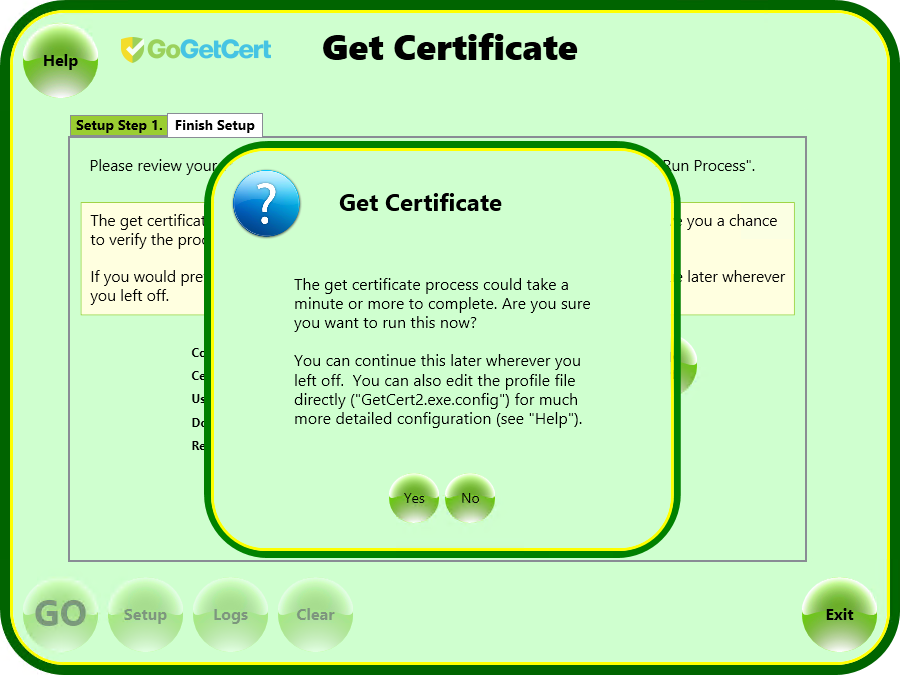 Help
GoGetCert
Get Certificate
Setup Step 1.
Finish Setup
Please review your
Run Process".
The get certificat
e you a chance
to verify the proc
If you would pre
e later wherever
you left off.
Co
Ce
Us
Do
Re
?
Get Certificate
The get certificate process could take a
minute or more to complete. Are you sure
you want to run this now?
You can continue this later wherever you
left off.  You can also edit the profile file
directly ("GetCert2.exe.config") for much
more detailed configuration (see "Help").
Yes
No
GO
Setup
Logs
Clear
Exit